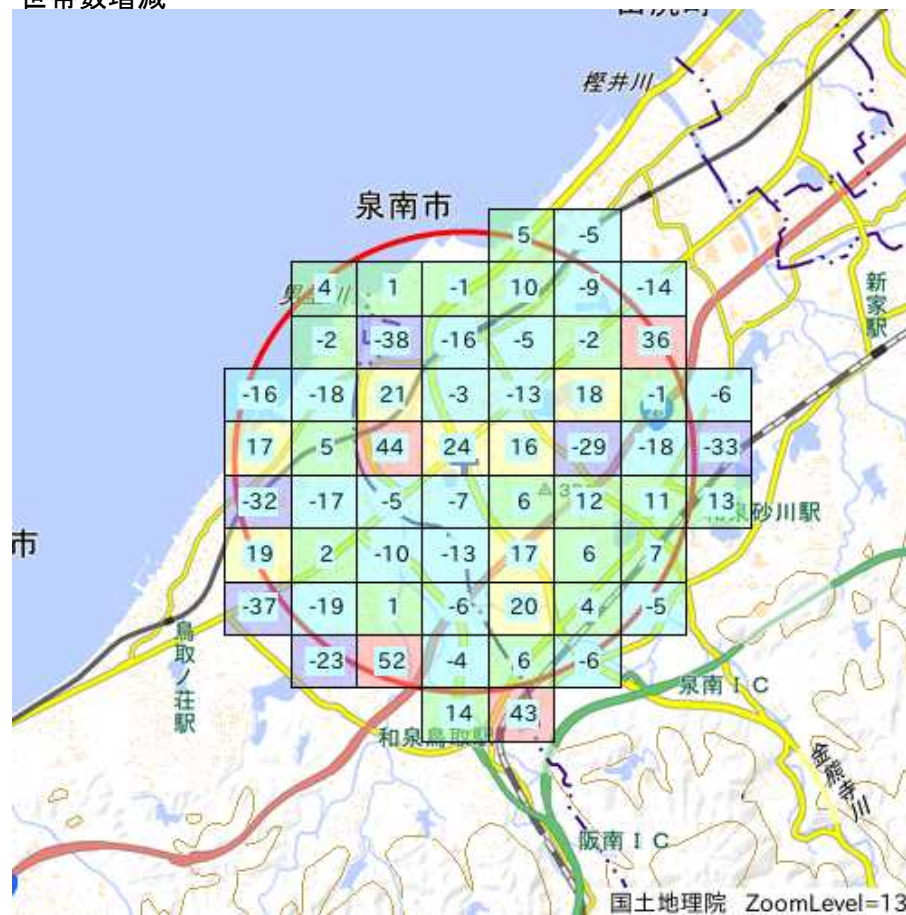 世帯数増減
樫井川
泉南市
新家駅
5 -5
4 1 -1 10 -9 -14
-2 -38 -16 -5 -2 36
-16 -18 21 -3 -13 18 -1 -6
17 5 44 24 16 -29 -18 -33
-32 -17 -5 -7 6 12 11 13
砂川駅
市
19 2 -10 -13 17 6 7
-37 -19 1 -6 20 4 -5
鳥取ノ荘駅
-23 52 -4 6 -6
泉南IC
14 43
和泉鳥取駅
金熊寺川
阪南IC
国土地理院 ZoomLevel=13